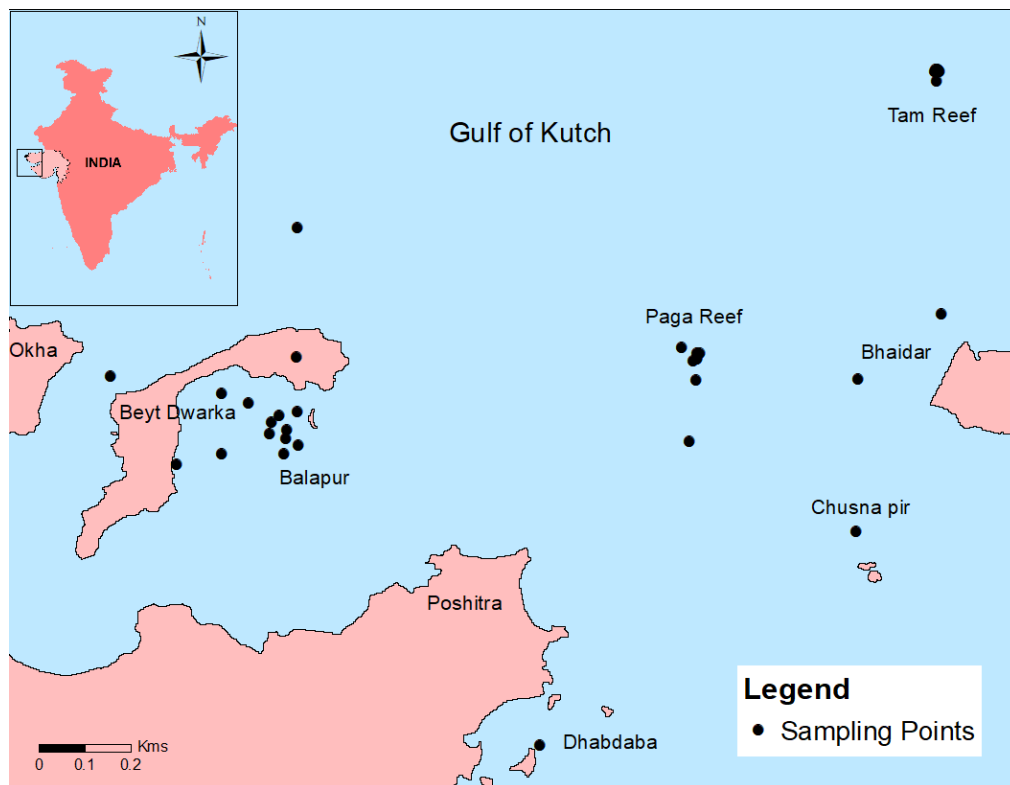 N
INDIA
Gulf of Kutch
Tam Reef
Paga Reef
Okha
Bhaidar
Beyt Dwarka
Balapur
Chusna pir
Poshitra
Dhabdaba
Legend
Sampling Points
Kms
0 0.1 0.2